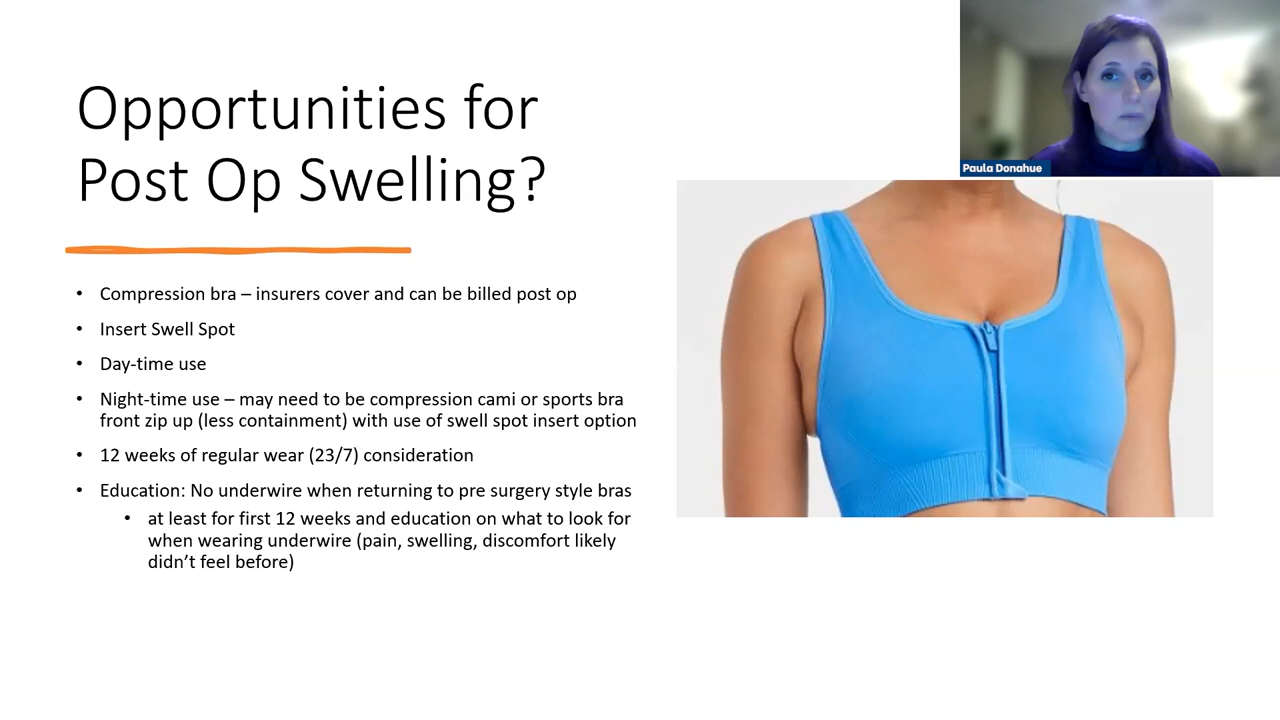 Opportunities for
Post Op Swelling?
Paula Donahue
• Compression bra – insurers cover and can be billed post op
• Insert Swell Spot
• Day-time use
• Night-time use – may need to be compression cami or sports bra
front zip up (less containment) with use of swell spot insert option
• 12 weeks of regular wear (23/7) consideration
• Education: No underwire when returning to pre surgery style bras
• at least for first 12 weeks and education on what to look for
when wearing underwire (pain, swelling, discomfort likely
didn’t feel before)